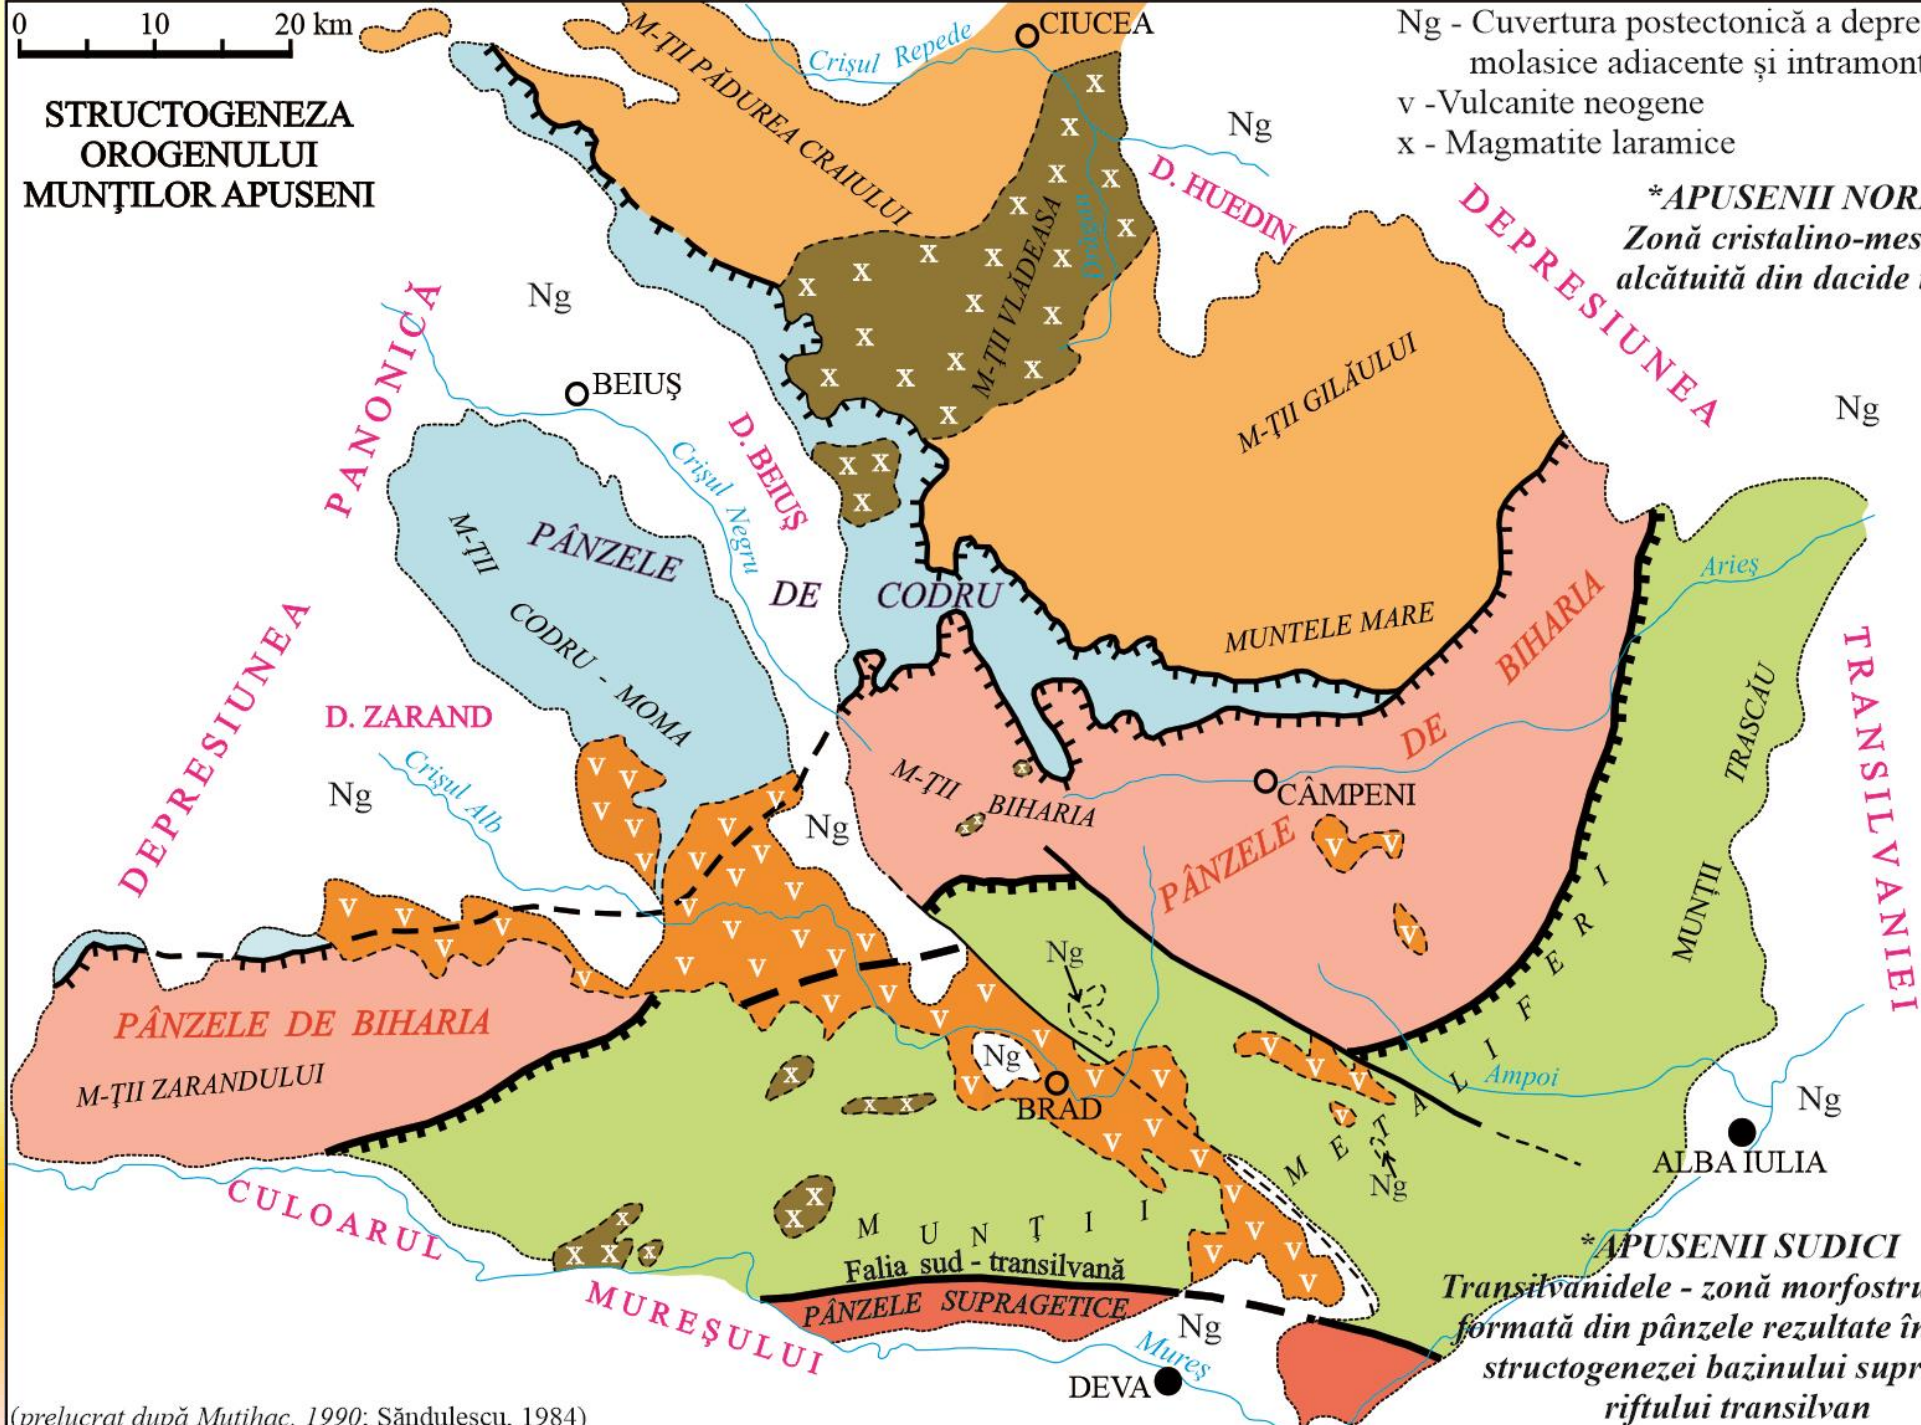 0 10 20 km
STRUCTOGENEZA
OROGENULUI
MUNŢILOR APUSENI
Ng - Cuvertura postectonică a depre
molasice adiacente și intramont
v -Vulcanite neogene
x - Magmatite laramice
*APUSENII NOR
Zonă cristalino-mes
alcătuită din dacide
CIUCEA
Crişul Repede
M-ŢII PĂDUREA CRAIULUI
Ng
D. HUEDIN
Drăgan
M-ŢII VLĂDEASA
DEPRESIUNEA
TRANSILVANIEI
Ng
M-ŢII GILĂULUI
Ng
DEPRESIUNEA PANONICĂ
BEIUŞ
D. BEIUŞ
Crişul Negru
PÂNZELE DE CODRU
M-ŢII CODRU - MOMA
Arieş
MUNTELE MARE
PÂNZELE DE BIHARIA
MUNŢII TRASCĂU
D. ZARAND
Crişul Alb
Ng
Ng
M-ŢII BIHARIA
CÂMPENI
Ng
PÂNZELE DE BIHARIA
M-ŢII ZARANDULUI
Ng
BRAD
Ampoi
Ng
ALBA IULIA
Ng
MUNŢII METALIFERI
CULOARUL MUREŞULUI
Falia sud - transilvană
PÂNZELE SUPRAGETICE
Ng
Mureş
DEVA
*APUSENII SUDICI
Transilvanidele - zonă morfostru
formată din pânzele rezultate în
structogenezei bazinului supr
riftului transilvan
(prelucrat după Mutihac, 1990; Săndulescu, 1984)